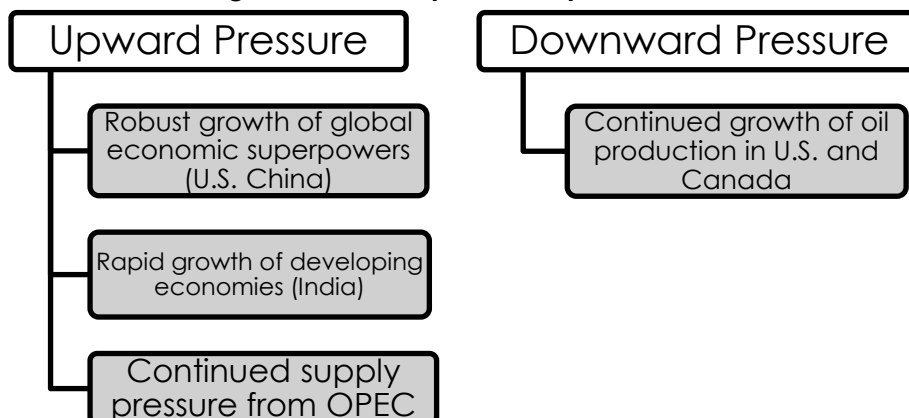 Upward Pressure
Robust growth of global
economic superpowers
(U.S. China)
Rapid growth of developing
economies (India)
Continued supply
pressure from OPEC
Downward Pressure
Continued growth of oil
production in U.S. and
Canada